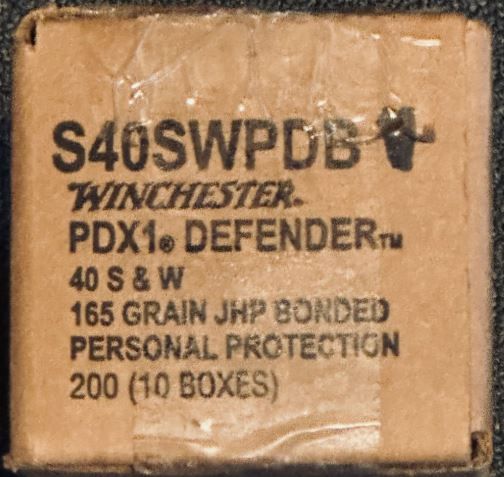 S40SWPDB
WINCHESTER®
PDX1® DEFENDER™
40 S & W
165 GRAIN JHP BONDED
PERSONAL PROTECTION
200 (10 BOXES)